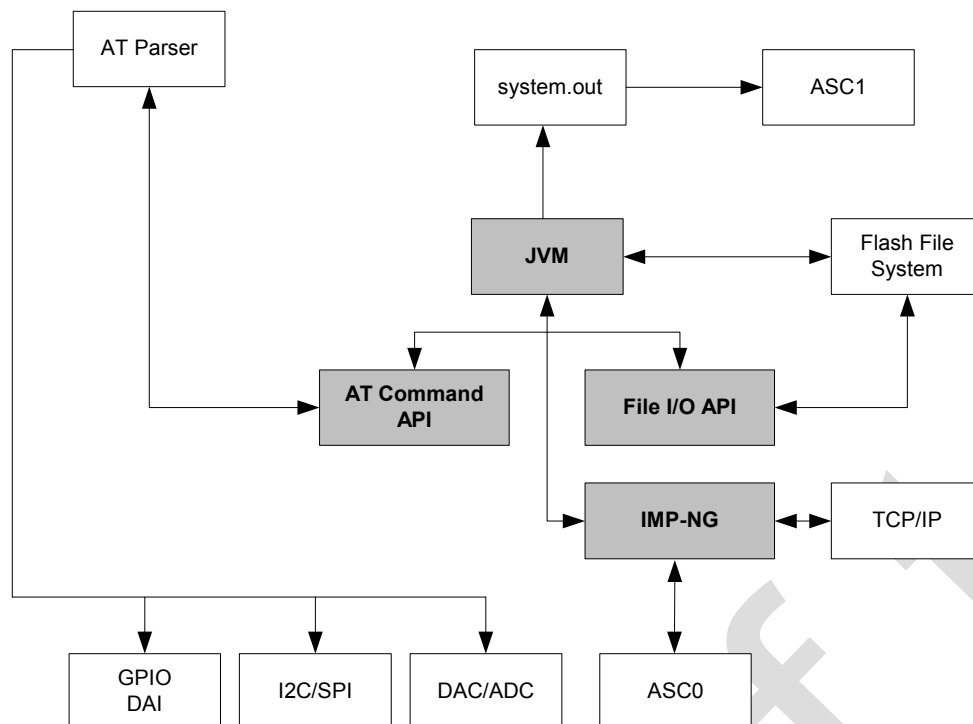 AT Parser
system.out
ASC1
JVM
Flash File
System
AT Command
API
File I/O API
IMP-NG
TCP/IP
GPIO
DAI
I2C/SPI
DAC/ADC
ASC0